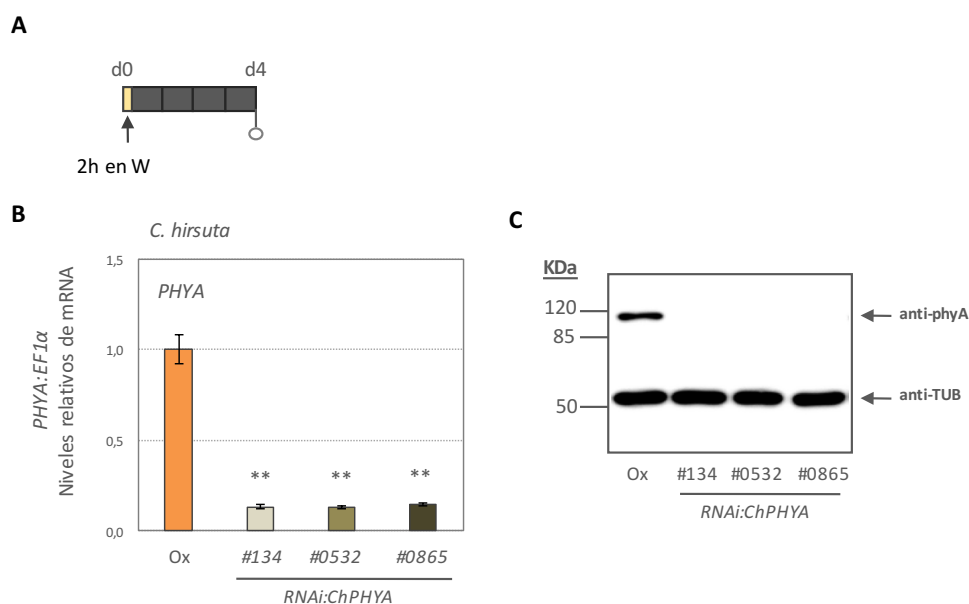 A
d0 d4
2h en W
B
C. hirsuta
PHYA:EF1α
Niveles relativos de mRNA
1,5
1,0
0,5
0,0
PHYA
** ** **
Ox #134 #0532 #0865
RNAi:ChPHYA
C
KDa
120
85
50
anti-phyA
anti-TUB
Ox #134 #0532 #0865
RNAi:ChPHYA